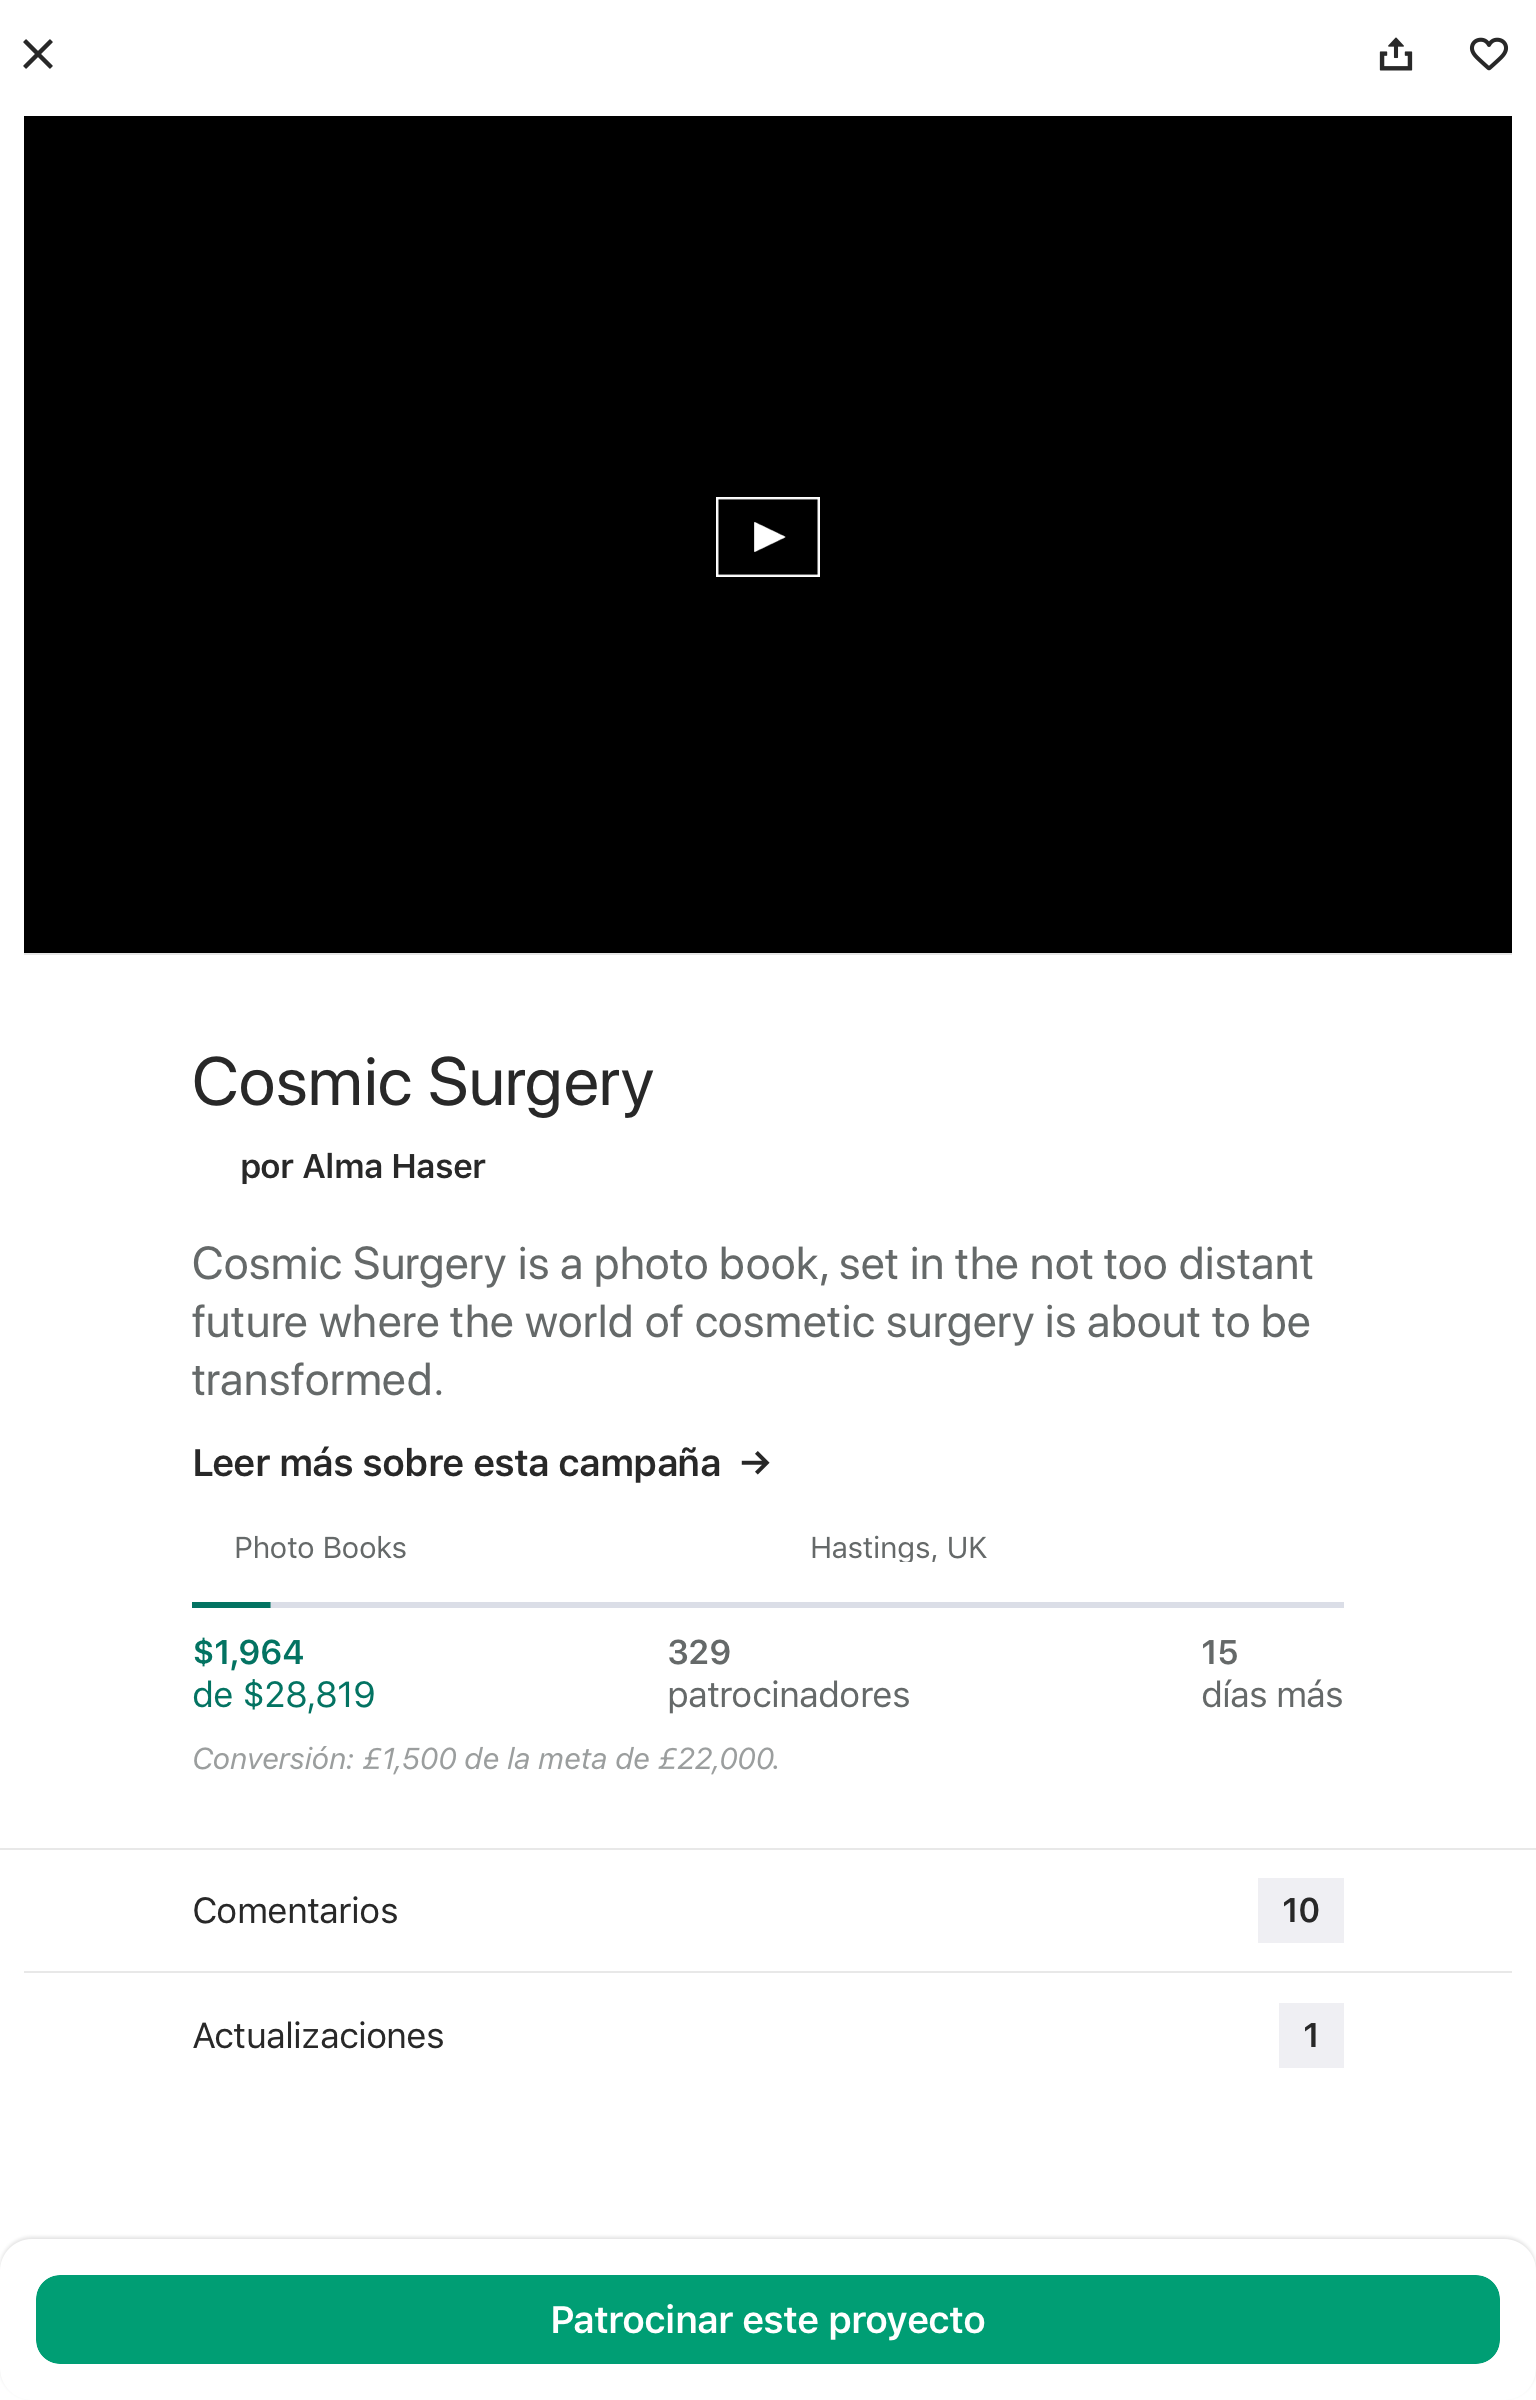 Cosmic Surgery
por Alma Haser
Cosmic Surgery is a photo book, set in the not too distant
future where the world of cosmetic surgery is about to be
transformed.
Leer más sobre esta campaña →
Photo Books
Hastings, UK
$1,964
de $28,819
329
patrocinadores
15
días más
Conversión: £1,500 de la meta de £22,000.
Comentarios
10
Actualizaciones
1
Patrocinar este proyecto